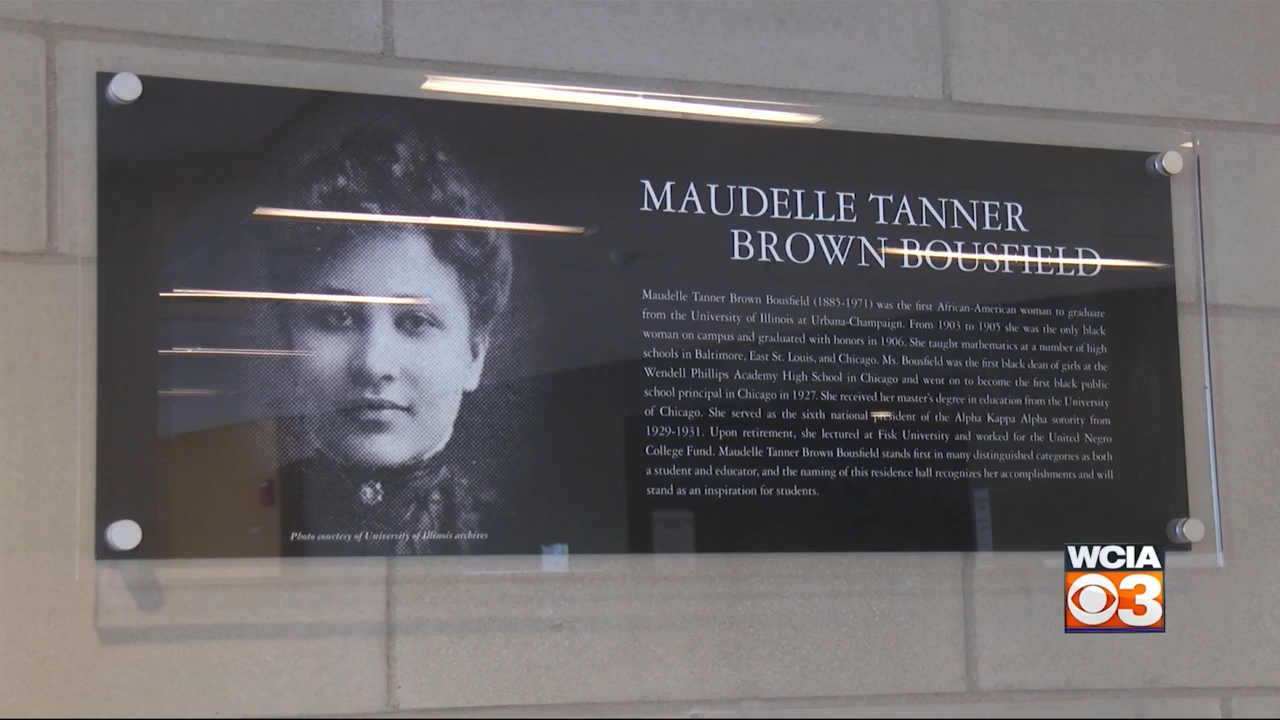 MAUDELLE TANNER
BROWN BOUSFIELD
Maudelle Tanner Brown Bousfield (1885-1971) was the first African-American woman to graduate
from the University of Illinois at Urbana-Champaign. From 1903 to 1905 she was the only black
woman on campus and graduated with honors in 1906. She taught mathematics at a number of high
schools in Baltimore, East St. Louis, and Chicago. Ms. Bousfield was the first black dean of girls at the
Wendell Phillips Academy High School in Chicago and went on to become the first black public
school principal in Chicago in 1927. She received her master's degree in education from the University
of Chicago. She served as the sixth national president of the Alpha Kappa Alpha sorority from
1929-1931. Upon retirement, she lectured at Fisk University and worked for the United Negro
College Fund. Maudelle Tanner Brown Bousfield stands first in many distinguished categories as both
a student and educator, and the naming of this residence hall recognizes her accomplishments and will
stand as an inspiration for students.
Photo courtesy of University of Illinois archives
WCIA
3